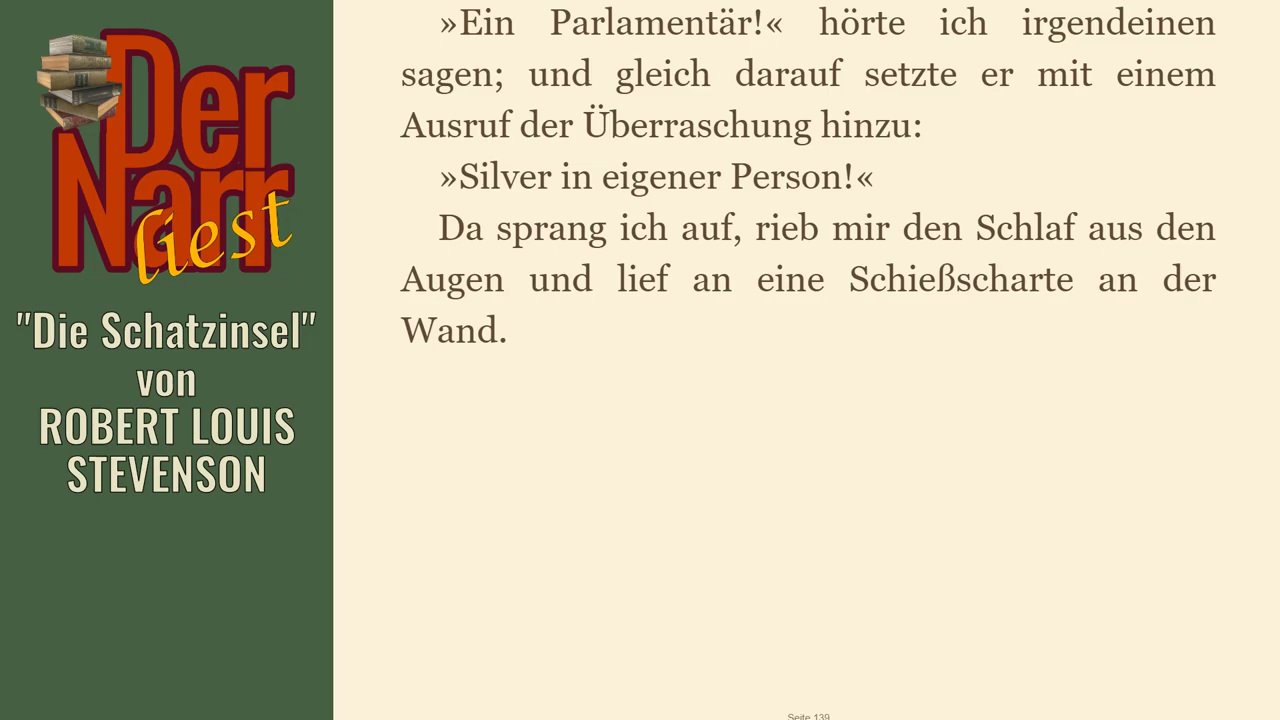 Der
Narr
liest
"Die Schatzinsel"
von
ROBERT LOUIS
STEVENSON
»Ein Parlamentär!« hörte ich irgendeinen
sagen; und gleich darauf setzte er mit einem
Ausruf der Überraschung hinzu:
»Silver in eigener Person!«
Da sprang ich auf, rieb mir den Schlaf aus den
Augen und lief an eine Schießscharte an der
Wand.
Seite 139